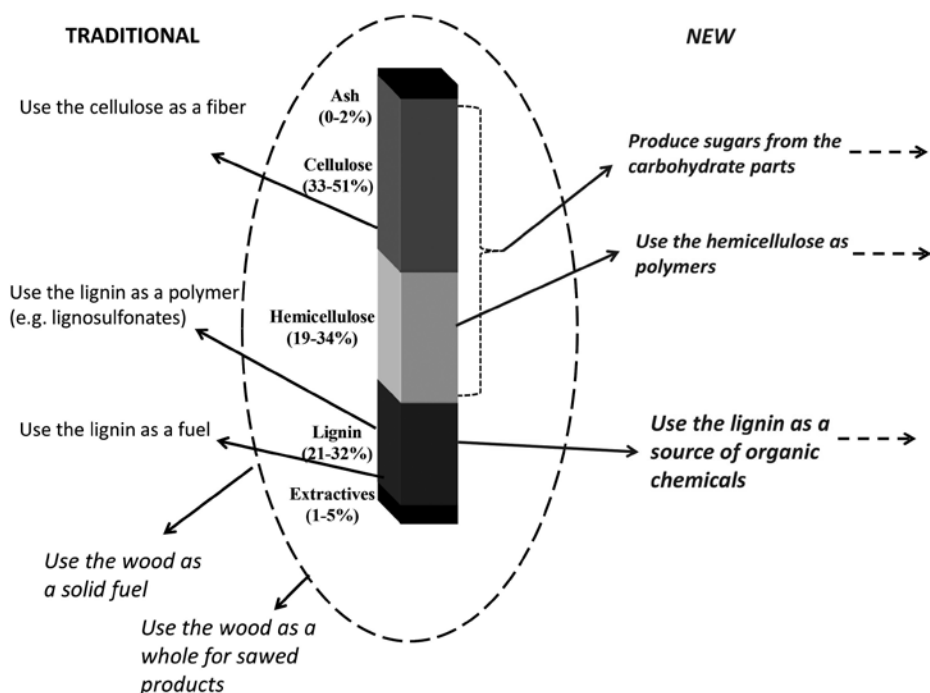 TRADITIONAL
NEW
Use the cellulose as a fiber
Use the lignin as a polymer
(e.g. lignosulfonates)
Use the lignin as a fuel
Use the wood as
a solid fuel
Use the wood as a
whole for sawed
products
Ash
(0-2%)
Cellulose
(33-51%)
Hemicellulose
(19-34%)
Lignin
(21-32%)
Extractives
(1-5%)
Produce sugars from the
carbohydrate parts
Use the hemicellulose as
polymers
Use the lignin as a
source of organic
chemicals